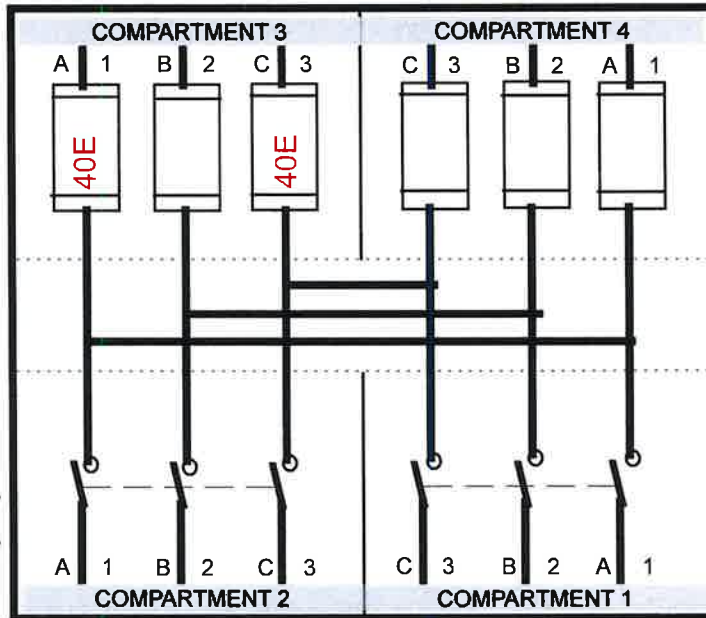 COMPARTMENT 3 COMPARTMENT 4
A 1 B 2 C 3 C 3 B 2 A 1
40E 40E
A 1 B 2 C 3 C 3 B 2 A 1
COMPARTMENT 2 COMPARTMENT 1